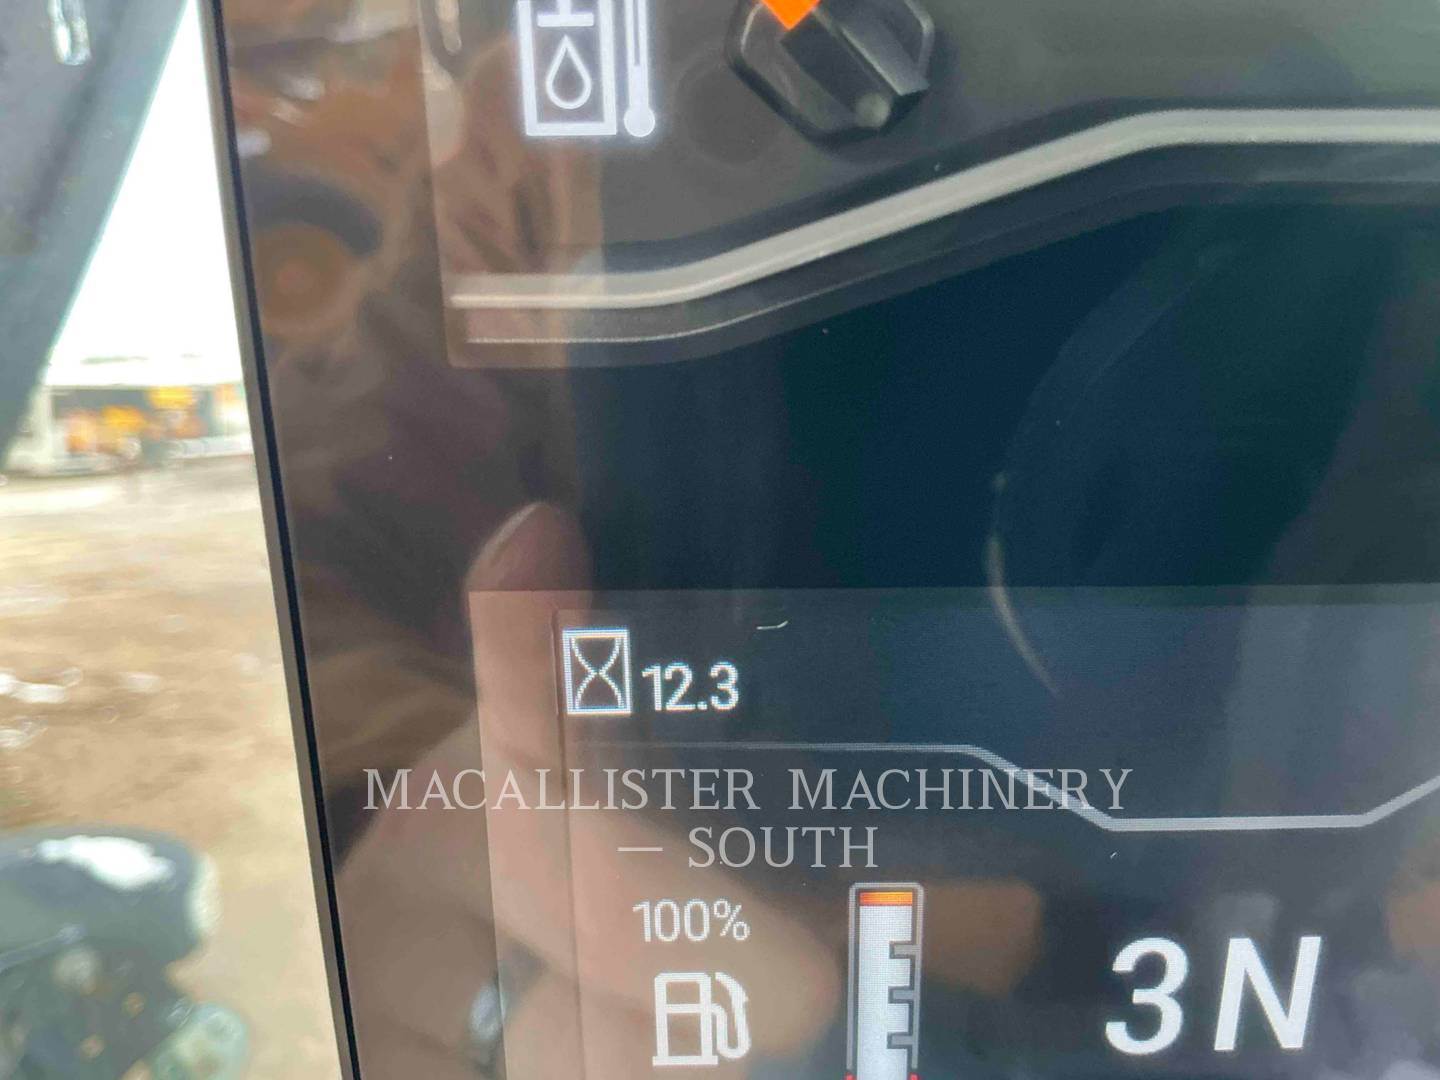 12.3
MACALLISTER MACHINERY
— SOUTH
100%
3N